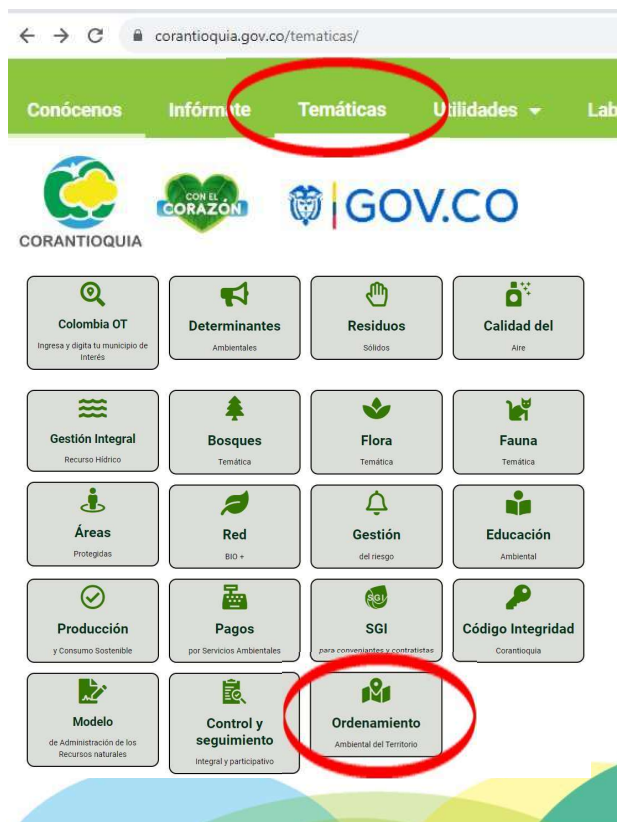 corantioquia.gov.co/tematicas/
Conócenos Infórmate Temáticas Utilidades Lab
CORANTIOQUIA
CON EL
CORAZÓN
GOV.CO
Colombia OT
Ingresa y digita tu municipio de
Interés
Determinantes
Ambientales
Residuos
Sólidos
Calidad del
Aire
Gestión Integral
Recurso Hídrico
Bosques
Temática
Flora
Temática
Fauna
Temática
Áreas
Protegidas
Red
BIO +
Gestión
del riesgo
Educación
Ambiental
Producción
y Consumo Sostenible
Pagos
por Servicios Ambientales
SGI
SGI
para convenientes y contratistas
Código Integridad
Corantioquia
Modelo
de Administración de los
Recursos naturales
Control y
seguimiento
Integral y participativo
Ordenamiento
Ambiental del Territorio